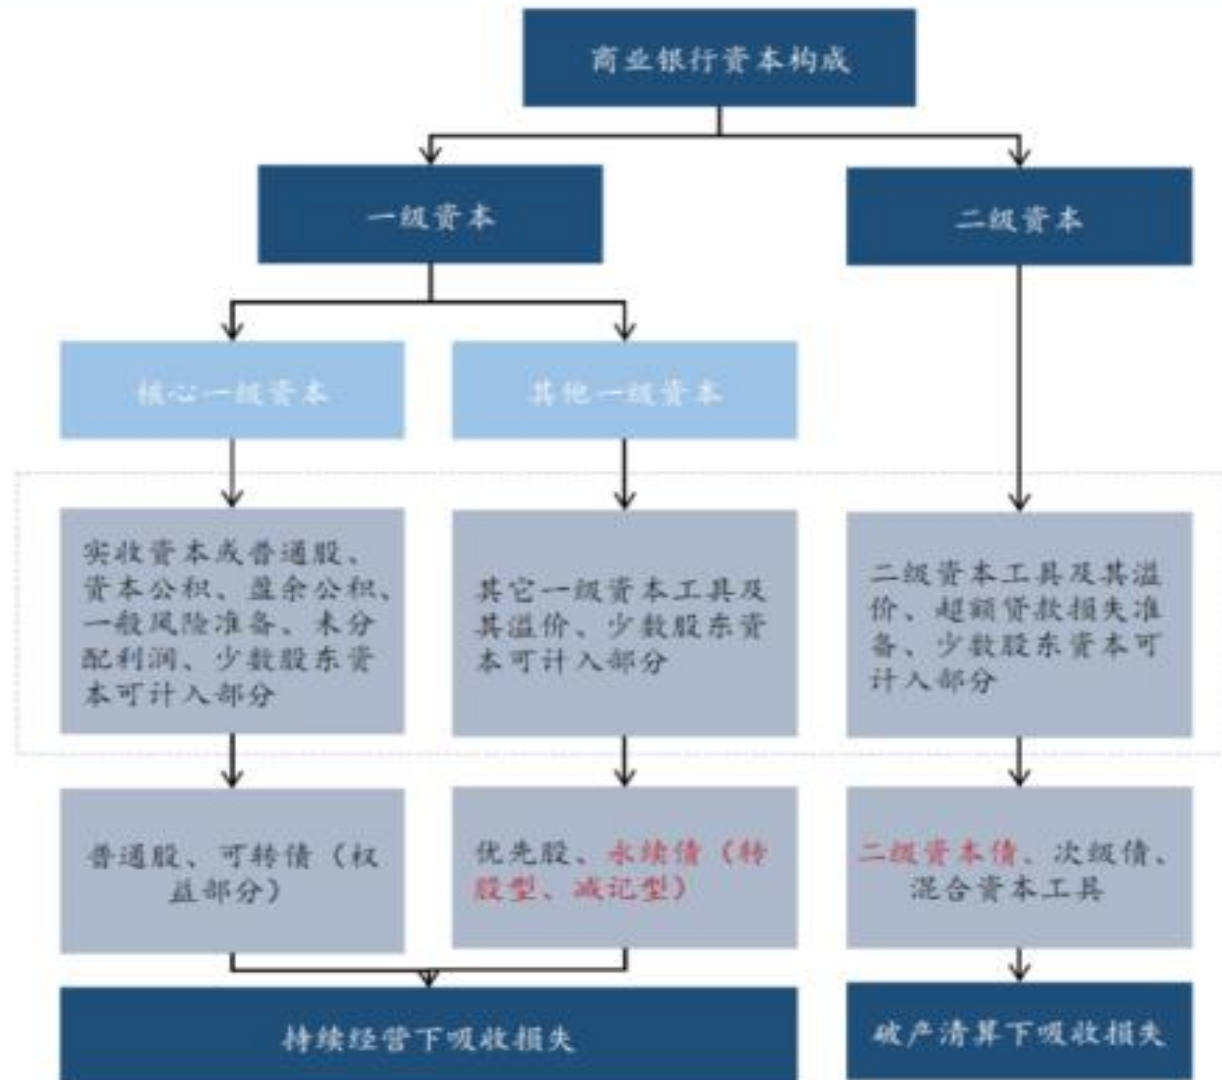 商业银行资本构成
一级资本
二级资本
核心一级资本
其他一级资本
实收资本或普通股、
资本公积、盈余公积、
一般风险准备、未分
配利润、少数股东资
本可计入部分
其它一级资本工具及
其溢价、少数股东资
本可计入部分
二级资本工具及其溢
价、超额贷款损失准
备、少数股东资本可
计入部分
普通股、可转债（权
益部分）
优先股、永续债（转
股型、减记型）
二级资本债、次级债、
混合资本工具
持续经营下吸收损失
破产清算下吸收损失